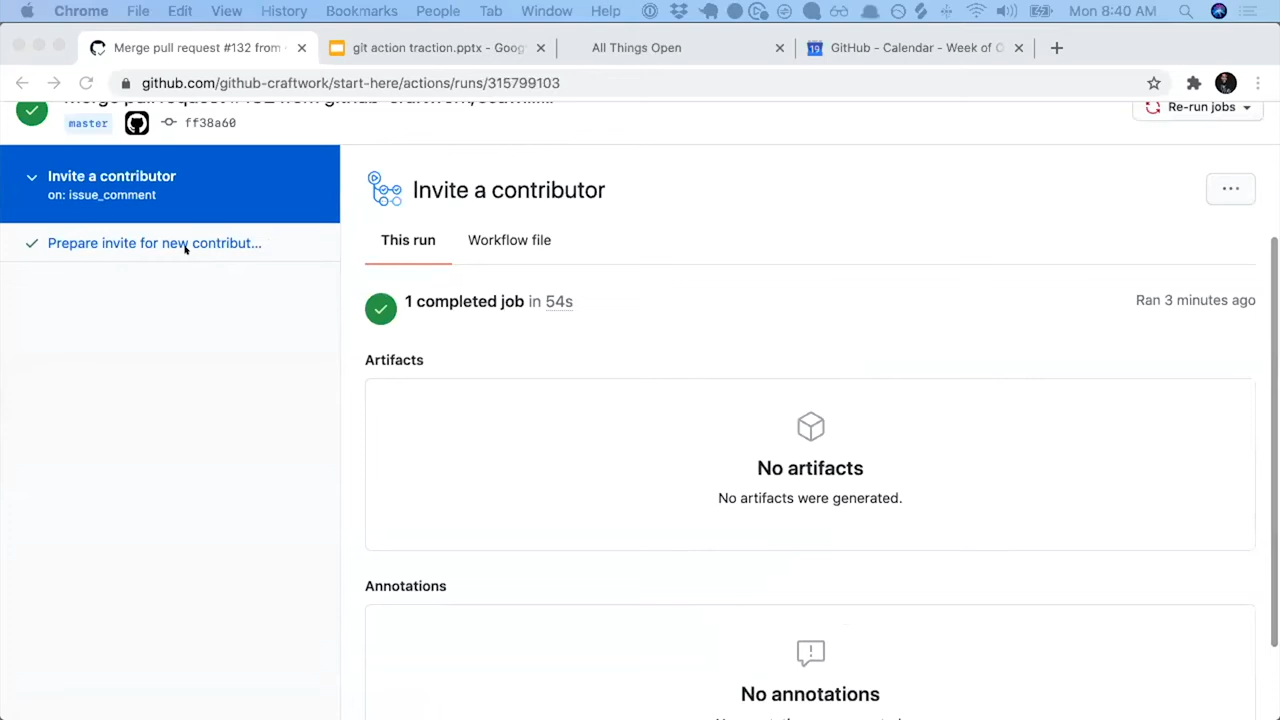 Chrome File Edit View History Bookmarks People Tab Window Help Mon 8:40 AM
Merge pull request #132 from
git action traction.pptx - Goog
All Things Open
19
GitHub - Calendar - Week of O
github.com/github-craftwork/start-here/actions/runs/315799103
master
ff38a60
Re-run jobs
Invite a contributor
on: issue_comment
Prepare invite for new contribut...
Invite a contributor
This run
Workflow file
1 completed job in 54s
Ran 3 minutes ago
Artifacts
No artifacts
No artifacts were generated.
Annotations
No annotations